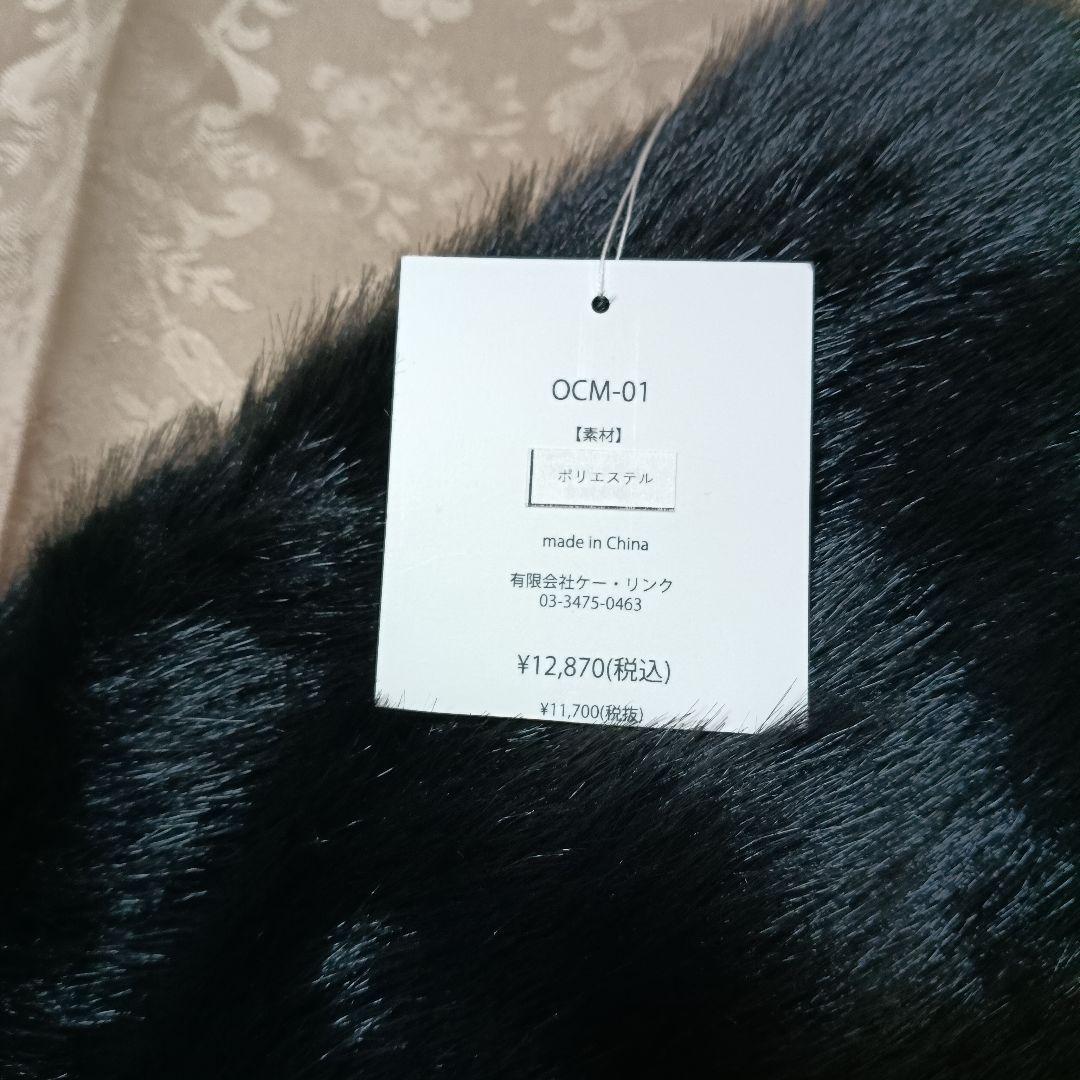 OCM-01
【素材】
ポリエステル
made in China
有限会社ケー・リンク
03-3475-0463
¥12,870(税込)
¥11,700(税抜)